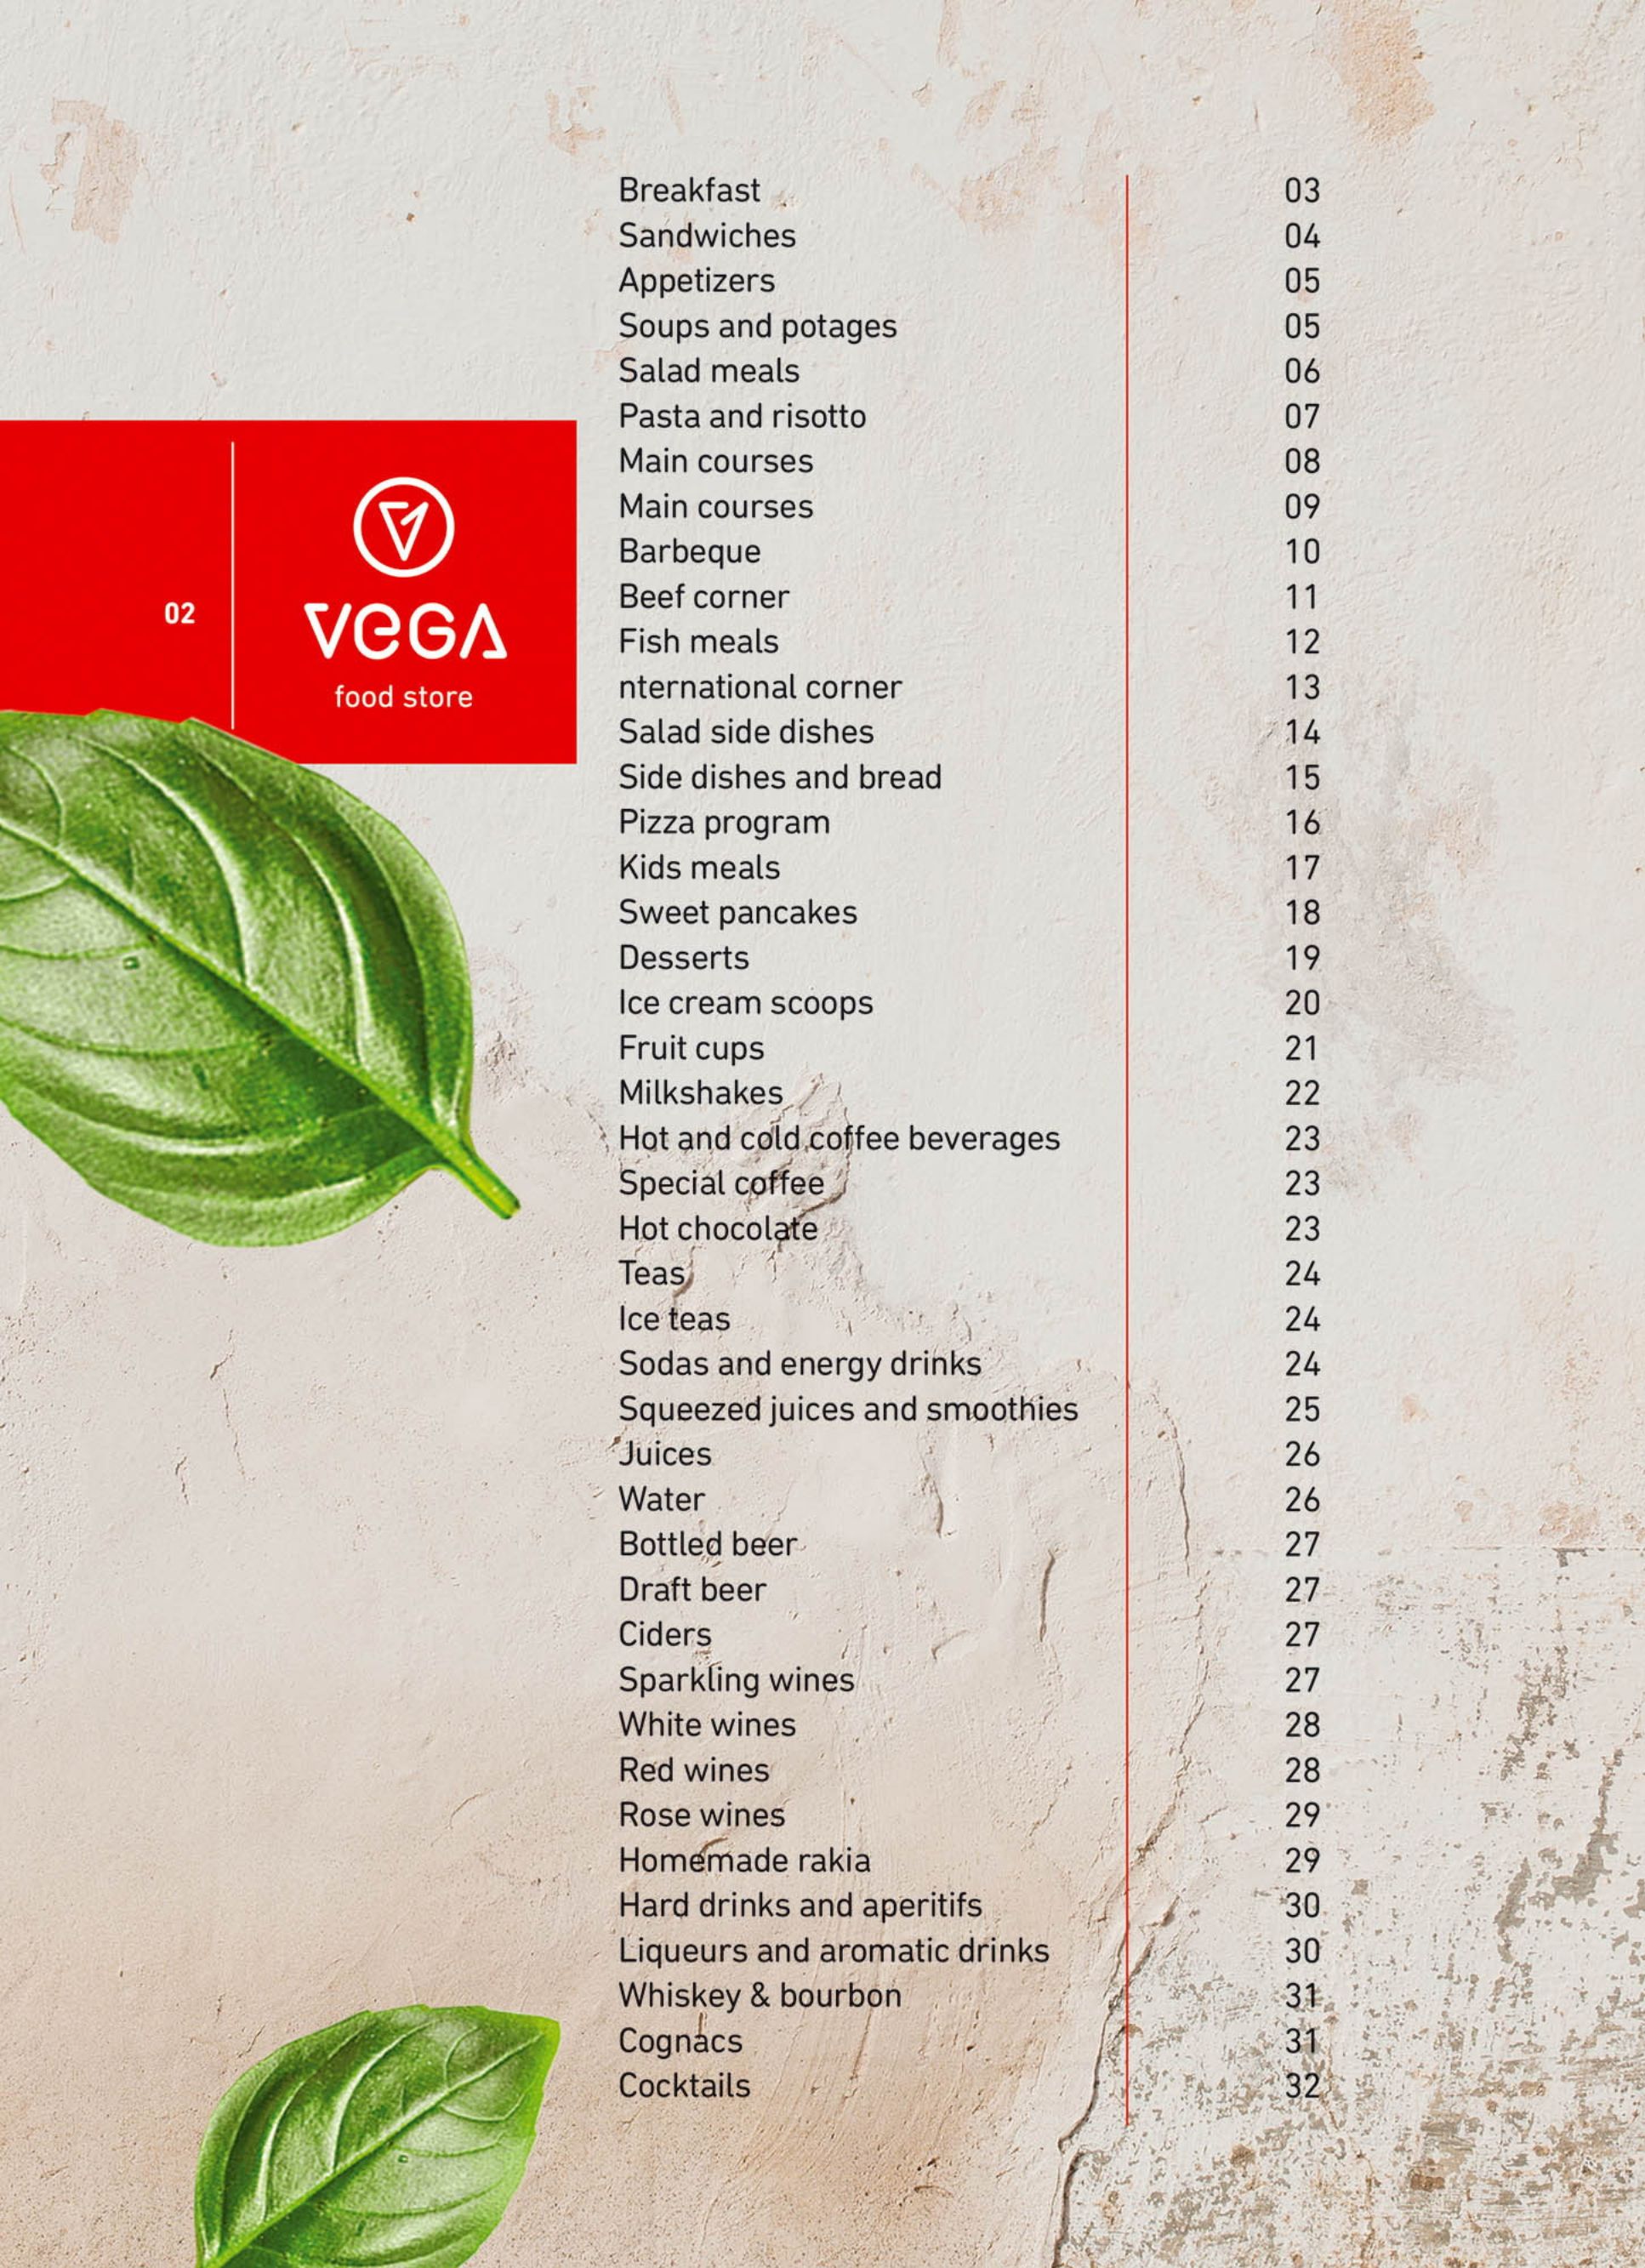 Breakfast 03
Sandwiches 04
Appetizers 05
Soups and potages 05
Salad meals 06
Pasta and risotto 07
Main courses 08
Main courses 09
Barbeque 10
Beef corner 11
Fish meals 12
nternational corner 13
Salad side dishes 14
Side dishes and bread 15
Pizza program 16
Kids meals 17
Sweet pancakes 18
Desserts 19
Ice cream scoops 20
Fruit cups 21
Milkshakes 22
Hot and cold coffee beverages 23
Special coffee 23
Hot chocolate 23
Teas 24
Ice teas 24
Sodas and energy drinks 24
Squeezed juices and smoothies 25
Juices 26
Water 26
Bottled beer 27
Draft beer 27
Ciders 27
Sparkling wines 27
White wines 28
Red wines 28
Rose wines 29
Homemade rakia 29
Hard drinks and aperitifs 30
Liqueurs and aromatic drinks 30
Whiskey & bourbon 31
Cognacs 31
Cocktails 32
02
VeGA
food store